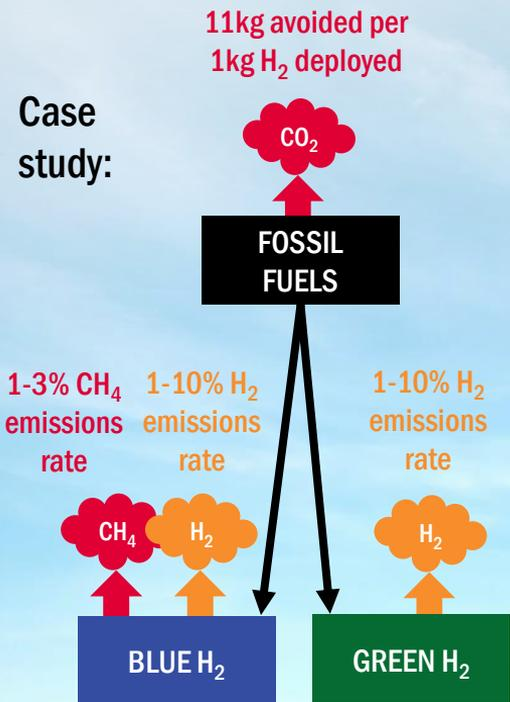 11kg avoided per
1kg H₂ deployed
Case
study:
CO₂
FOSSIL
FUELS
1-3% CH₄
emissions
rate
1-10% H₂
emissions
rate
1-10% H₂
emissions
rate
CH₄
H₂
H₂
BLUE H₂
GREEN H₂